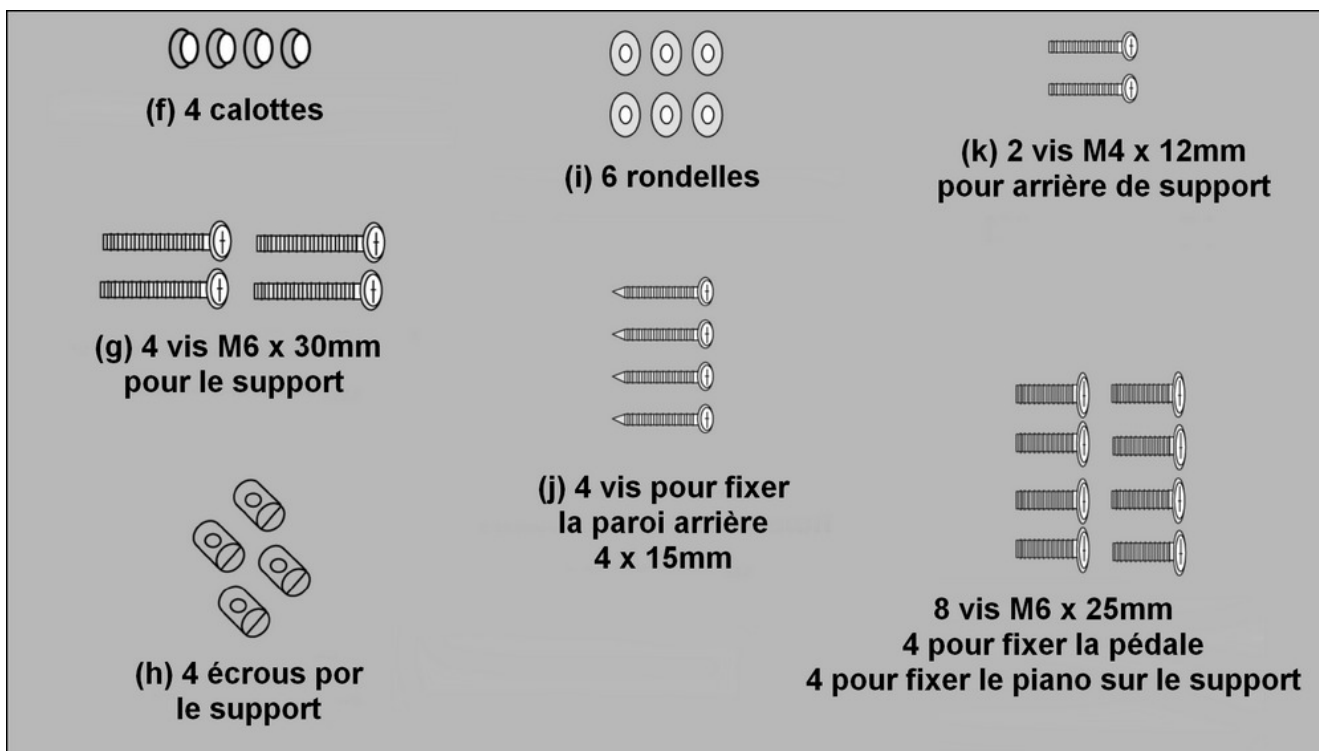 (f) 4 calottes
(i) 6 rondelles
(k) 2 vis M4 x 12mm
pour arrière de support
(g) 4 vis M6 x 30mm
pour le support
(j) 4 vis pour fixer
la paroi arrière
4 x 15mm
(h) 4 écrous por
le support
8 vis M6 x 25mm
4 pour fixer la pédale
4 pour fixer le piano sur le support